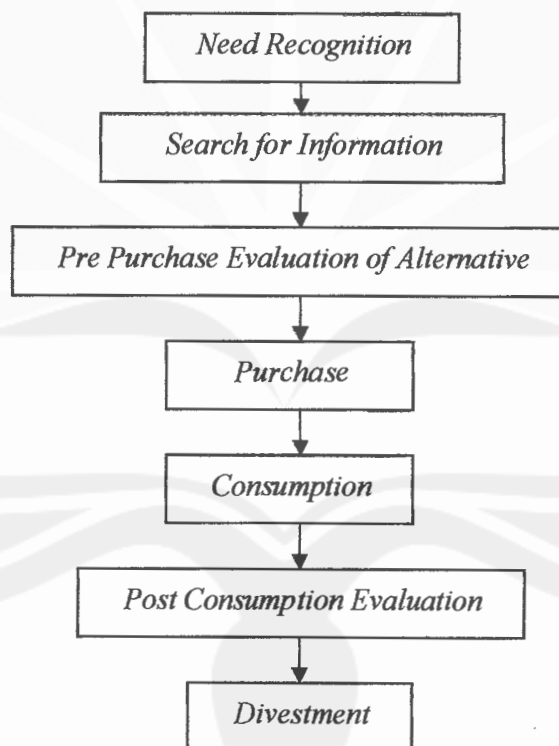 Need Recognition
Search for Information
Pre Purchase Evaluation of Alternative
Purchase
Consumption
Post Consumption Evaluation
Divestment